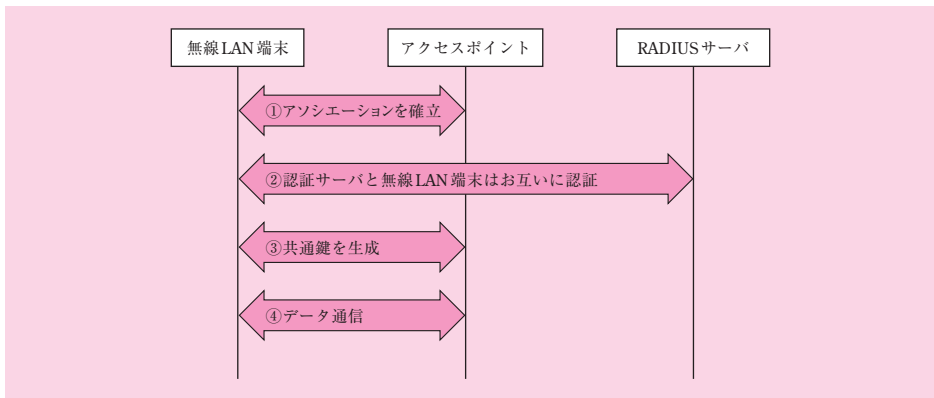 無線LAN端末
アクセスポイント
RADIUSサーバ
①アソシエーションを確立
②認証サーバと無線LAN端末はお互いに認証
③共通鍵を生成
④データ通信